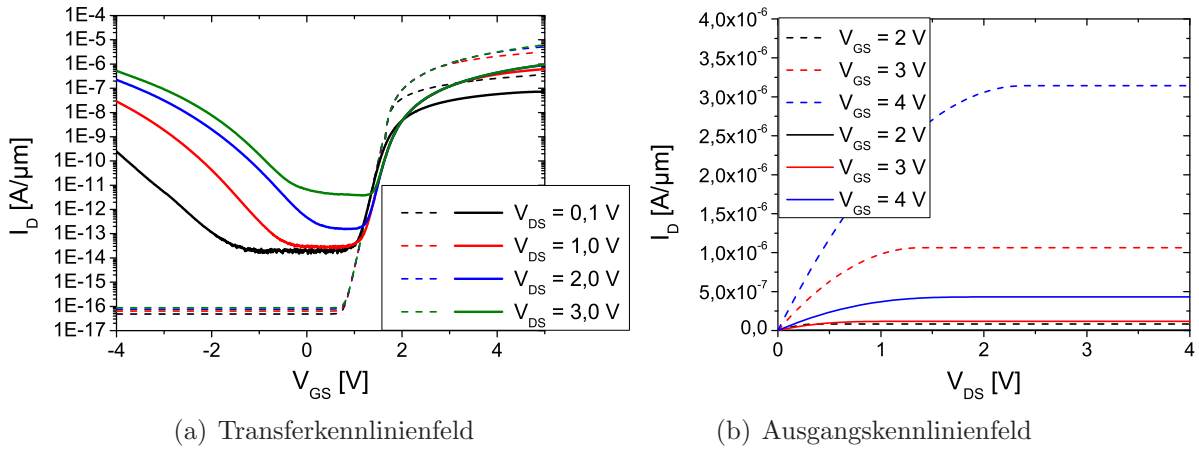 1E-4
1E-5
1E-6
1E-7
1E-8
1E-9
1E-10
1E-11
1E-12
1E-13
1E-14
1E-15
1E-16
1E-17
I_D [A/µm]
-4 -2 0 2 4
V_GS [V]
V_DS = 0,1 V
V_DS = 1,0 V
V_DS = 2,0 V
V_DS = 3,0 V
(a) Transferkennlinienfeld
4,0x10^-6
3,5x10^-6
3,0x10^-6
2,5x10^-6
2,0x10^-6
1,5x10^-6
1,0x10^-6
5,0x10^-7
0,0
I_D [A/µm]
0 1 2 3 4
V_DS [V]
V_GS = 2 V
V_GS = 3 V
V_GS = 4 V
V_GS = 2 V
V_GS = 3 V
V_GS = 4 V
(b) Ausgangskennlinienfeld